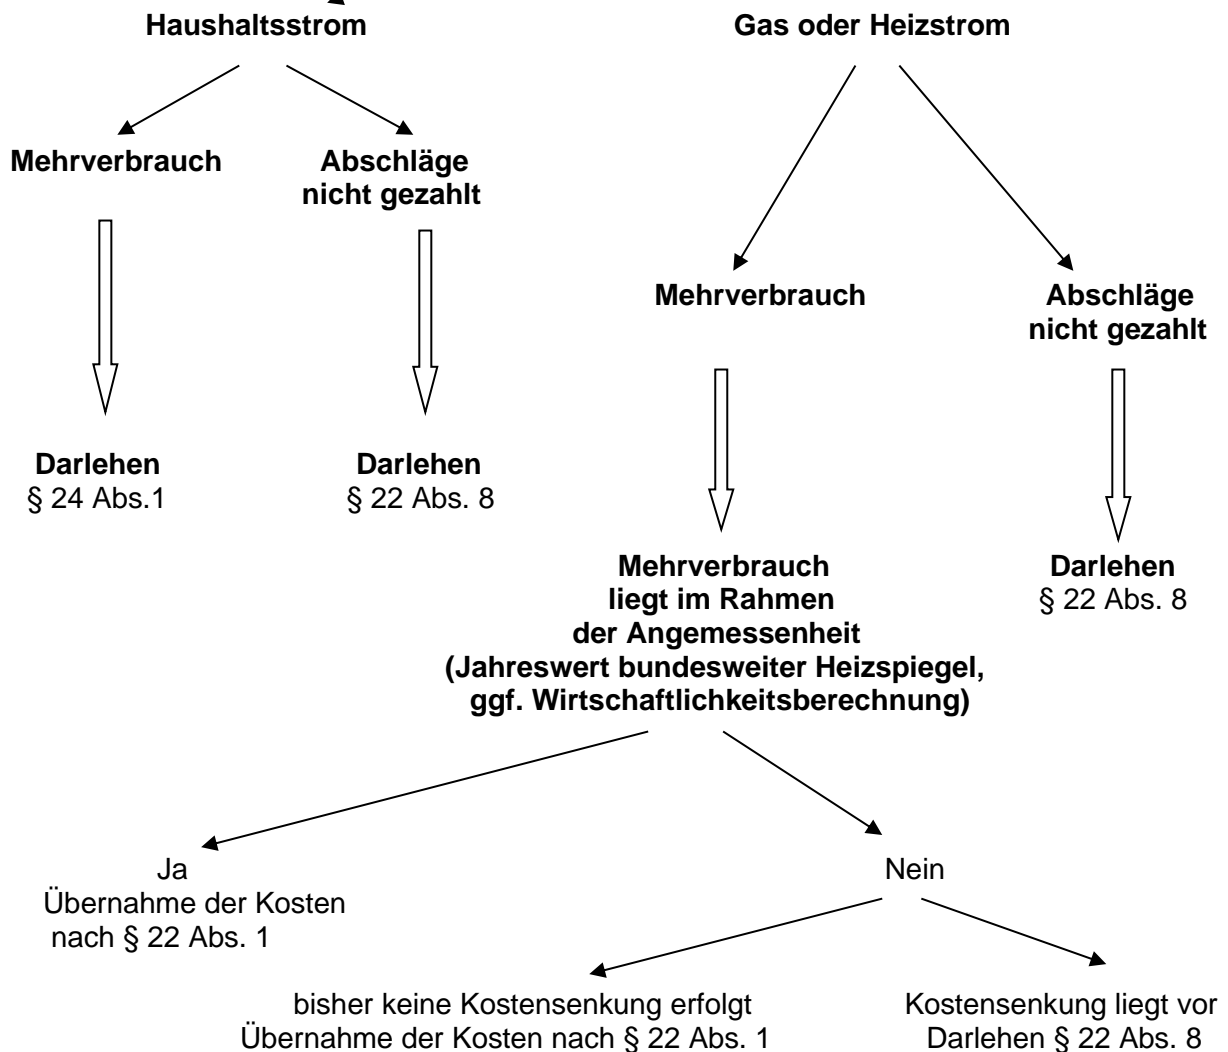 Haushaltsstrom
Gas oder Heizstrom
Mehrverbrauch
Abschläge
nicht gezahlt
Mehrverbrauch
Abschläge
nicht gezahlt
Darlehen
§ 24 Abs.1
Darlehen
§ 22 Abs. 8
Mehrverbrauch
liegt im Rahmen
der Angemessenheit
(Jahreswert bundesweiter Heizspiegel,
ggf. Wirtschaftlichkeitsberechnung)
Darlehen
§ 22 Abs. 8
Ja
Übernahme der Kosten
nach § 22 Abs. 1
Nein
bisher keine Kostensenkung erfolgt
Übernahme der Kosten nach § 22 Abs. 1
Kostensenkung liegt vor
Darlehen § 22 Abs. 8